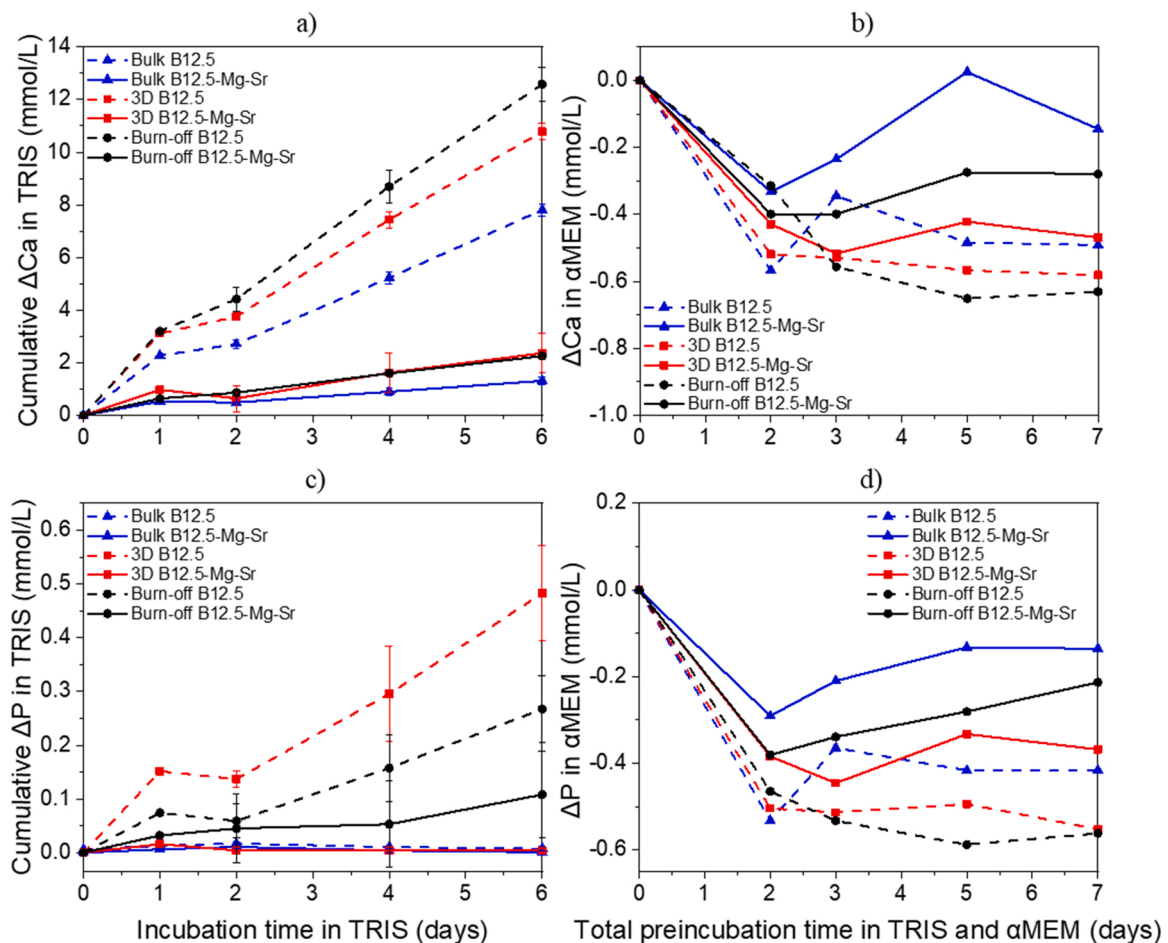 a)
Cumulative ΔCa in TRIS (mmol/L)
14
12
10
8
6
4
2
0
Bulk B12.5
Bulk B12.5-Mg-Sr
3D B12.5
3D B12.5-Mg-Sr
Burn-off B12.5
Burn-off B12.5-Mg-Sr
0 1 2 3 4 5 6
b)
ΔCa in αMEM (mmol/L)
0.0
-0.2
-0.4
-0.6
-0.8
-1.0
Bulk B12.5
Bulk B12.5-Mg-Sr
3D B12.5
3D B12.5-Mg-Sr
Burn-off B12.5
Burn-off B12.5-Mg-Sr
0 1 2 3 4 5 6 7
c)
Cumulative ΔP in TRIS (mmol/L)
0.6
0.5
0.4
0.3
0.2
0.1
0.0
Bulk B12.5
Bulk B12.5-Mg-Sr
3D B12.5
3D B12.5-Mg-Sr
Burn-off B12.5
Burn-off B12.5-Mg-Sr
0 1 2 3 4 5 6
Incubation time in TRIS (days)
d)
ΔP in αMEM (mmol/L)
0.2
0.0
-0.2
-0.4
-0.6
Bulk B12.5
Bulk B12.5-Mg-Sr
3D B12.5
3D B12.5-Mg-Sr
Burn-off B12.5
Burn-off B12.5-Mg-Sr
0 1 2 3 4 5 6 7
Total preincubation time in TRIS and αMEM (days)